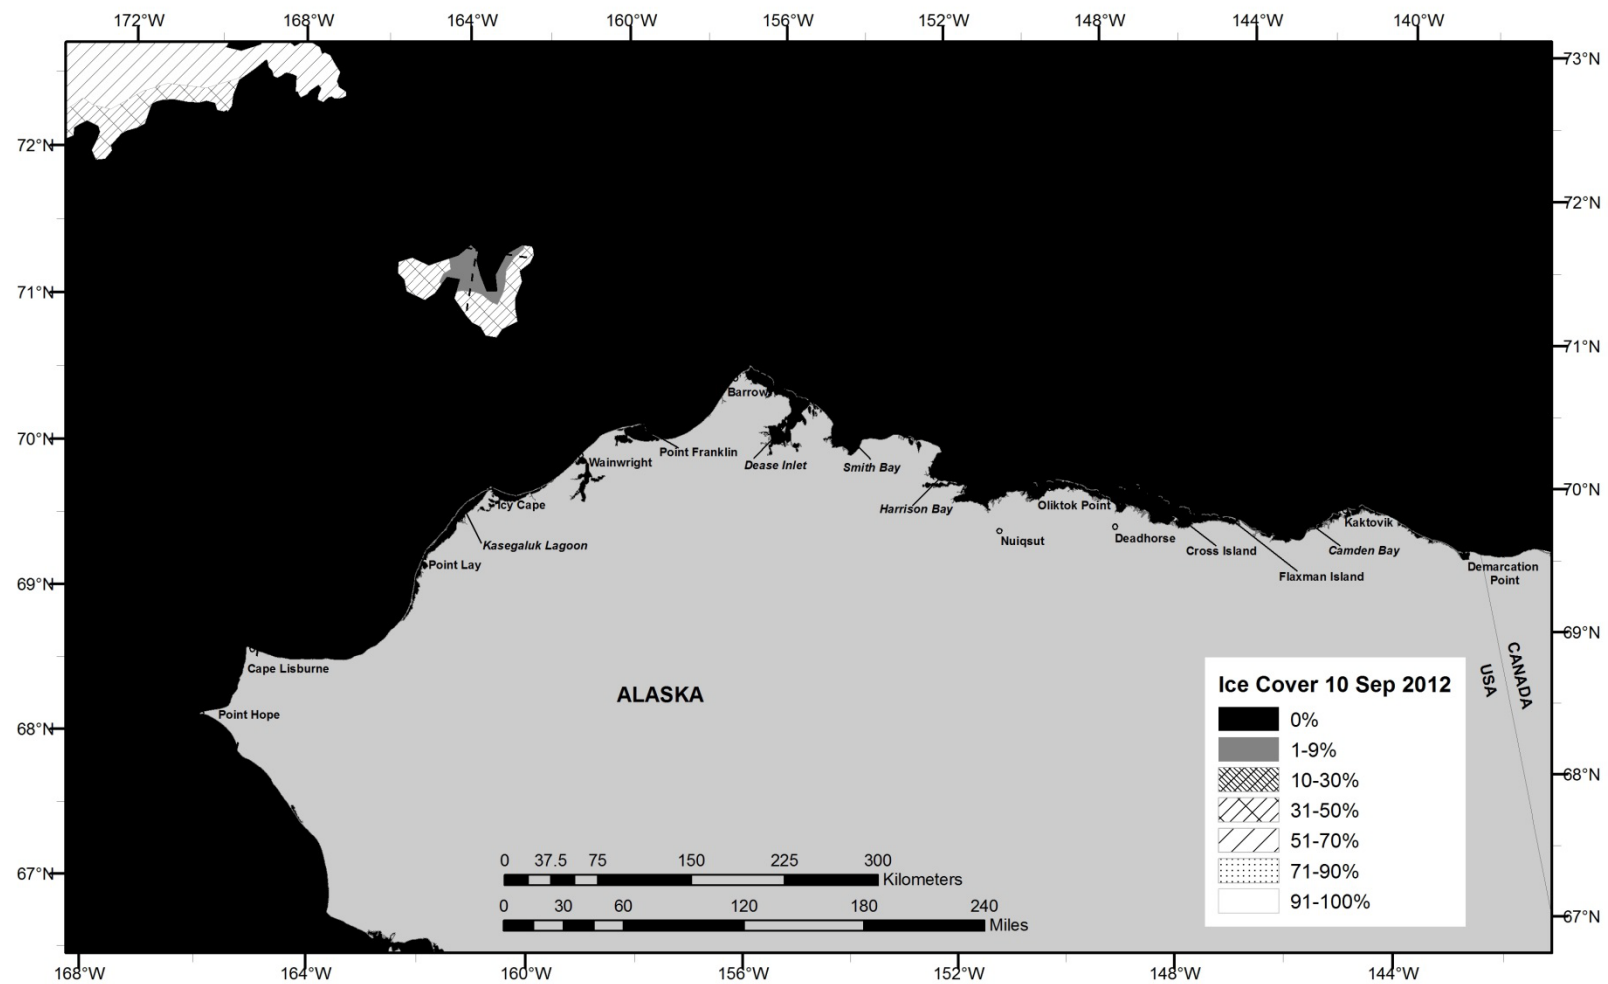 172°W 168°W 164°W 160°W 156°W 152°W 148°W 144°W 140°W
73°N
72°N
72°N
71°N
71°N
Barrow
70°N
Point Franklin
Wainwright
Dease Inlet
Smith Bay
70°N
Icy Cape
Harrison Bay
Oliktok Point
Kaktovik
Kasegaluk Lagoon
Nuiqsut
Deadhorse
Cross Island
Camden Bay
Point Lay
Flaxman Island
Demarcation
Point
69°N
69°N
Cape Lisburne
CANADA
USA
ALASKA
Point Hope
68°N
68°N
Ice Cover 10 Sep 2012
0%
1-9%
10-30%
31-50%
51-70%
71-90%
91-100%
67°N
67°N
0 37.5 75 150 225 300
Kilometers
0 30 60 120 180 240
Miles
168°W 164°W 160°W 156°W 152°W 148°W 144°W